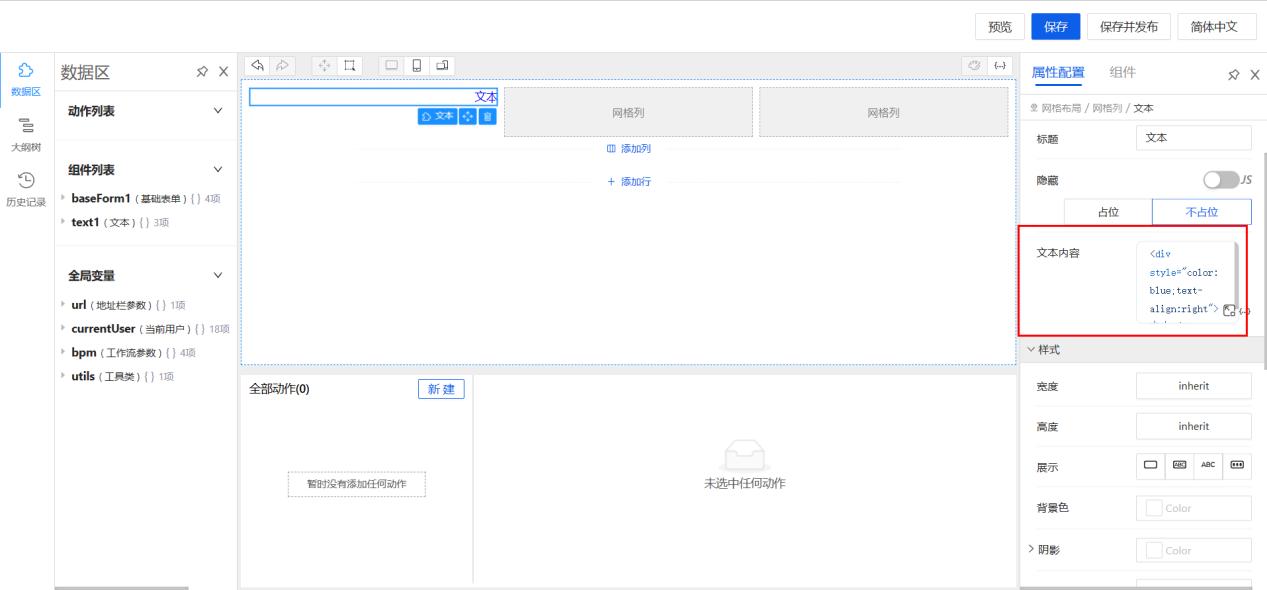 预览 保存 保存并发布 简体中文
数据区
大纲树
历史记录
数据区
动作列表
组件列表
baseForm1（基础表单）{ } 4项
text1（文本）{ } 3项
全局变量
url（地址栏参数）{ } 1项
currentUser（当前用户）{ } 18项
bpm（工作流参数）{ } 4项
utils（工具类）{ } 1项
文本
文本
网格列
网格列
添加列
+ 添加行
全部动作(0) 新 建
暂时没有添加任何动作
未选中任何动作
属性配置 组件
网格布局 / 网格列 / 文本
标题 文本
隐藏 JS
占位 不占位
文本内容
<div
style="color:
blue;text-
align:right">
样式
宽度 inherit
高度 inherit
展示 ABC ABC
背景色 Color
阴影 Color